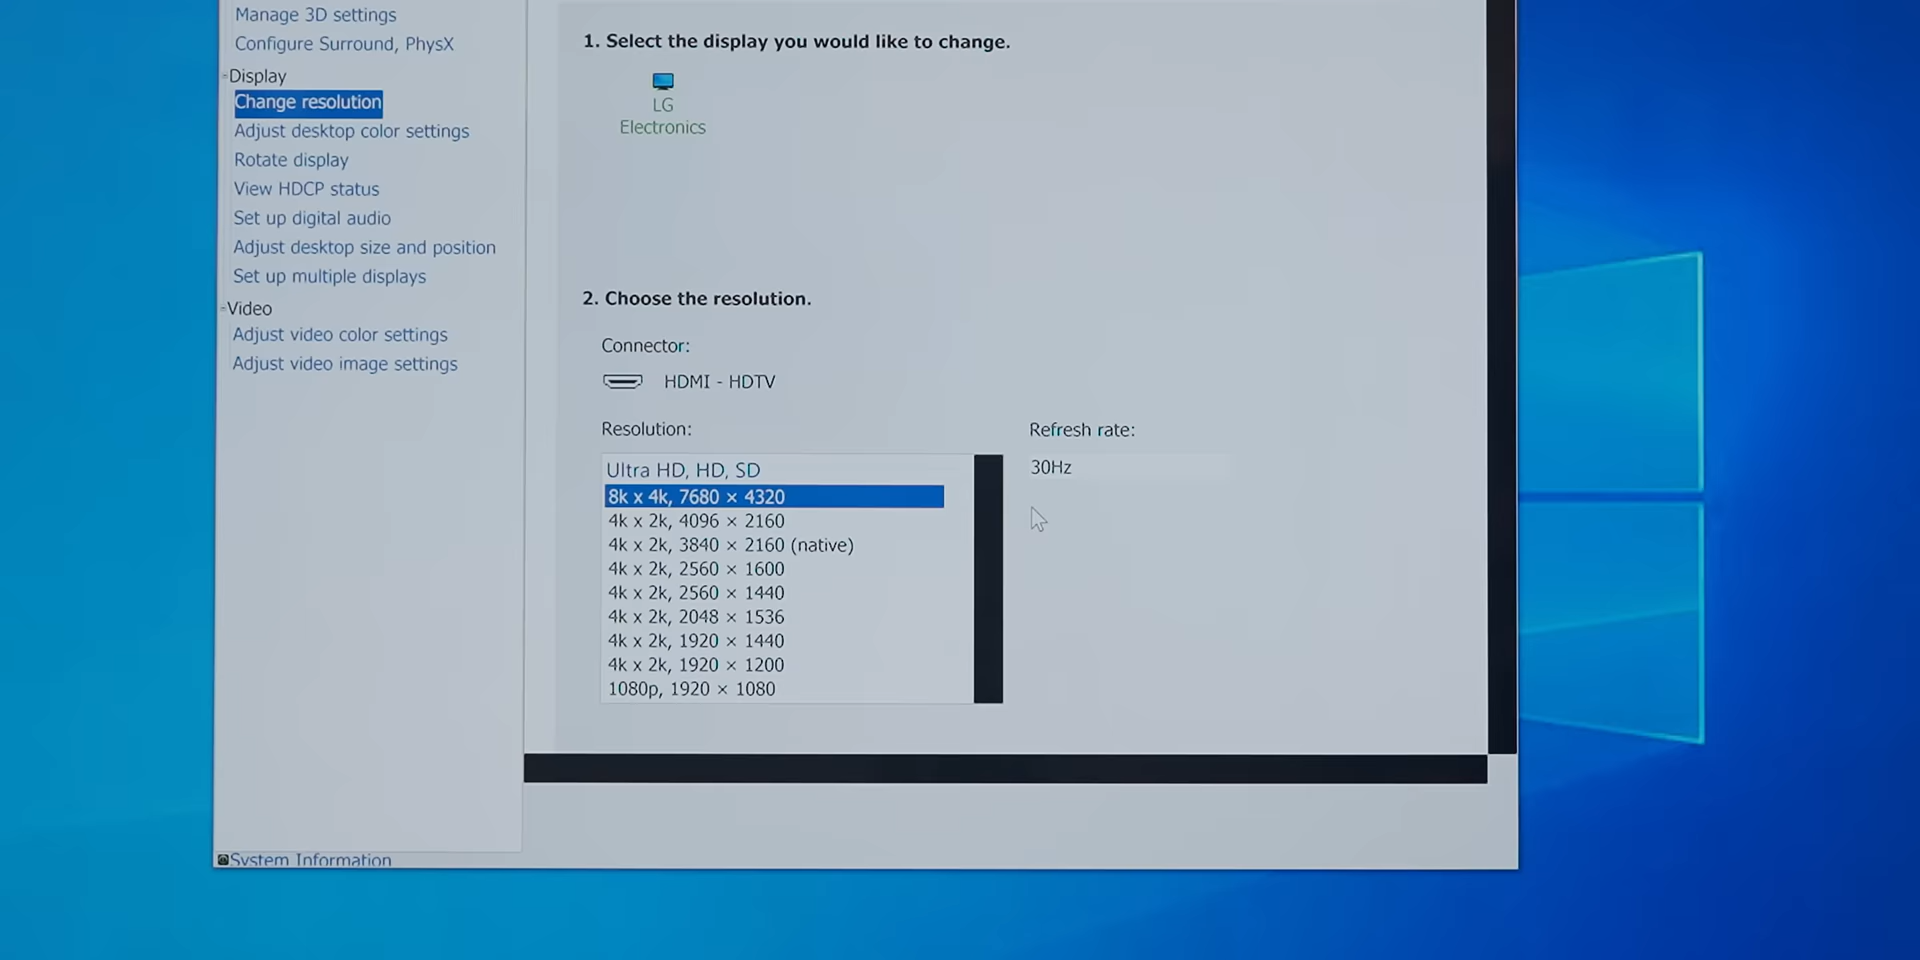 Manage 3D settings
Configure Surround, PhysX
Display
Change resolution
Adjust desktop color settings
Rotate display
View HDCP status
Set up digital audio
Adjust desktop size and position
Set up multiple displays
Video
Adjust video color settings
Adjust video image settings
System Information
1. Select the display you would like to change.
LG
Electronics
2. Choose the resolution.
Connector:
HDMI - HDTV
Resolution:
Ultra HD, HD, SD
8k x 4k, 7680 × 4320
4k x 2k, 4096 × 2160
4k x 2k, 3840 × 2160 (native)
4k x 2k, 2560 × 1600
4k x 2k, 2560 × 1440
4k x 2k, 2048 × 1536
4k x 2k, 1920 × 1440
4k x 2k, 1920 × 1200
1080p, 1920 × 1080
Refresh rate:
30Hz